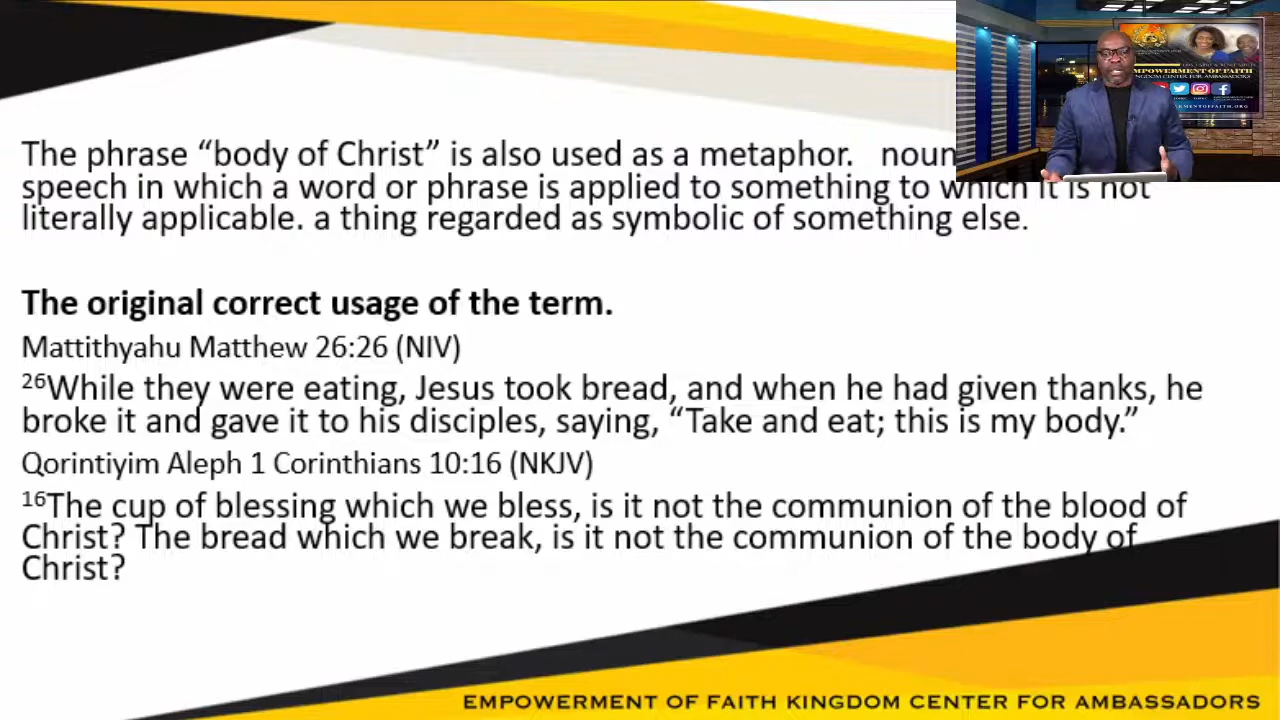 The phrase “body of Christ” is also used as a metaphor. noun
speech in which a word or phrase is applied to something to which it is not
literally applicable. a thing regarded as symbolic of something else.
The original correct usage of the term.
Mattithyahu Matthew 26:26 (NIV)
26While they were eating, Jesus took bread, and when he had given thanks, he
broke it and gave it to his disciples, saying, “Take and eat; this is my body.”
Qorintiyim Aleph 1 Corinthians 10:16 (NKJV)
16The cup of blessing which we bless, is it not the communion of the blood of
Christ? The bread which we break, is it not the communion of the body of
Christ?
EMPOWERMENT OF FAITH KINGDOM CENTER FOR AMBASSADORS
EMPOWERMENT OF FAITH
KINGDOM CENTER FOR AMBASSADORS